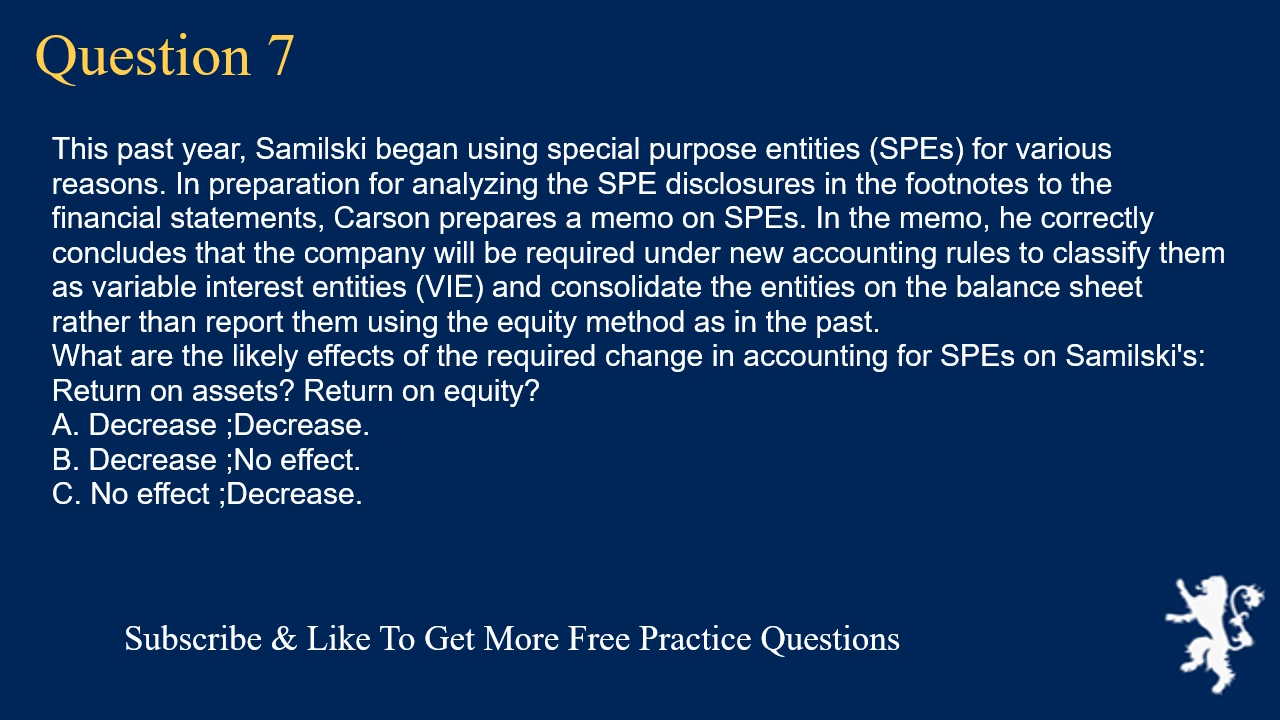 Question 7
This past year, Samilski began using special purpose entities (SPEs) for various
reasons. In preparation for analyzing the SPE disclosures in the footnotes to the
financial statements, Carson prepares a memo on SPEs. In the memo, he correctly
concludes that the company will be required under new accounting rules to classify them
as variable interest entities (VIE) and consolidate the entities on the balance sheet
rather than report them using the equity method as in the past.
What are the likely effects of the required change in accounting for SPEs on Samilski's:
Return on assets? Return on equity?
A. Decrease ;Decrease.
B. Decrease ;No effect.
C. No effect ;Decrease.
Subscribe & Like To Get More Free Practice Questions